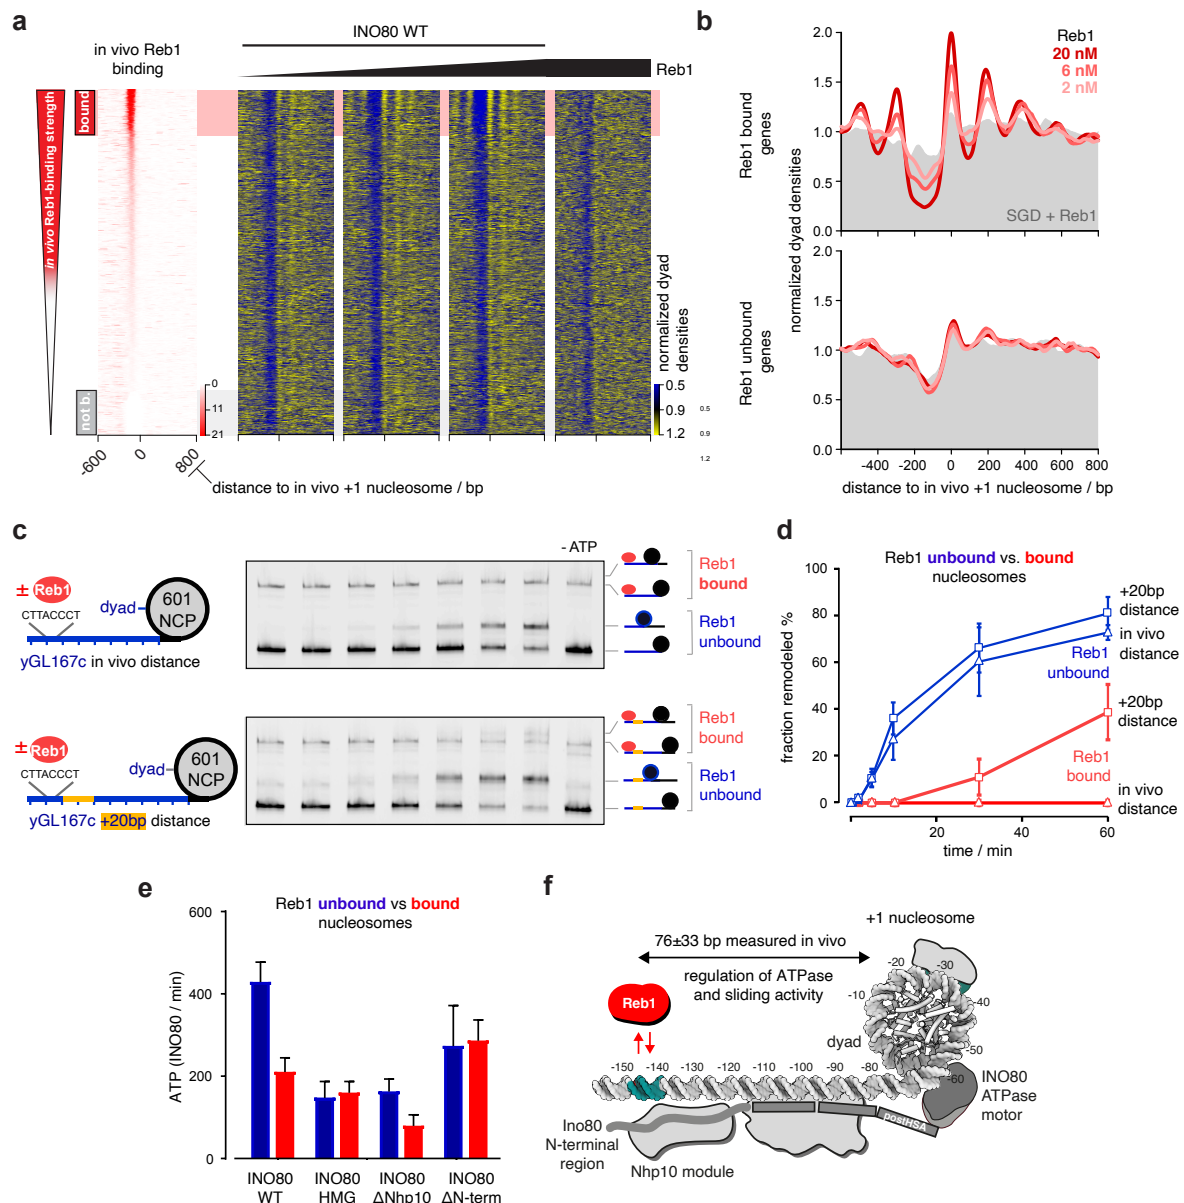 a
in vivo Reb1
binding
INO80 WT
Reb1
in vivo Reb1-binding strength
bound
not b.
0
11
21
normalized dyad
densities
0.5
0.9
1.2
0.5
0.9
1.2
-600
0
800
distance to in vivo +1 nucleosome / bp
b
Reb1 bound
genes
Reb1 unbound
genes
normalized dyad densities
2.0
1.5
1.0
0.5
0.0
Reb1
20 nM
6 nM
2 nM
SGD + Reb1
2.0
1.5
1.0
0.5
0.0
-400 -200 0 200 400 600 800
distance to in vivo +1 nucleosome / bp
c
± Reb1
CTTACCCT
dyad
601
NCP
yGL167c in vivo distance
- ATP
Reb1
bound
Reb1
unbound
± Reb1
CTTACCCT
dyad
601
NCP
yGL167c +20bp distance
Reb1
bound
Reb1
unbound
d
Reb1 unbound vs. bound
nucleosomes
fraction remodeled %
100
80
60
40
20
0
20 40 60
time / min
+20bp
distance
in vivo
distance
Reb1
unbound
+20bp
distance
Reb1
bound
in vivo
distance
e
Reb1 unbound vs bound
nucleosomes
ATP (INO80 / min)
600
400
200
0
INO80 INO80 INO80 INO80
WT HMG ΔNhp10 ΔN-term
f
+1 nucleosome
76±33 bp measured in vivo
regulation of ATPase
and sliding activity
Reb1
dyad
-10
-20
-30
-40
-50
-60
-150 -140 -130 -120 -110 -100 -90 -80
INO80
ATPase
motor
postHSA
Ino80
N-terminal
region
Nhp10 module